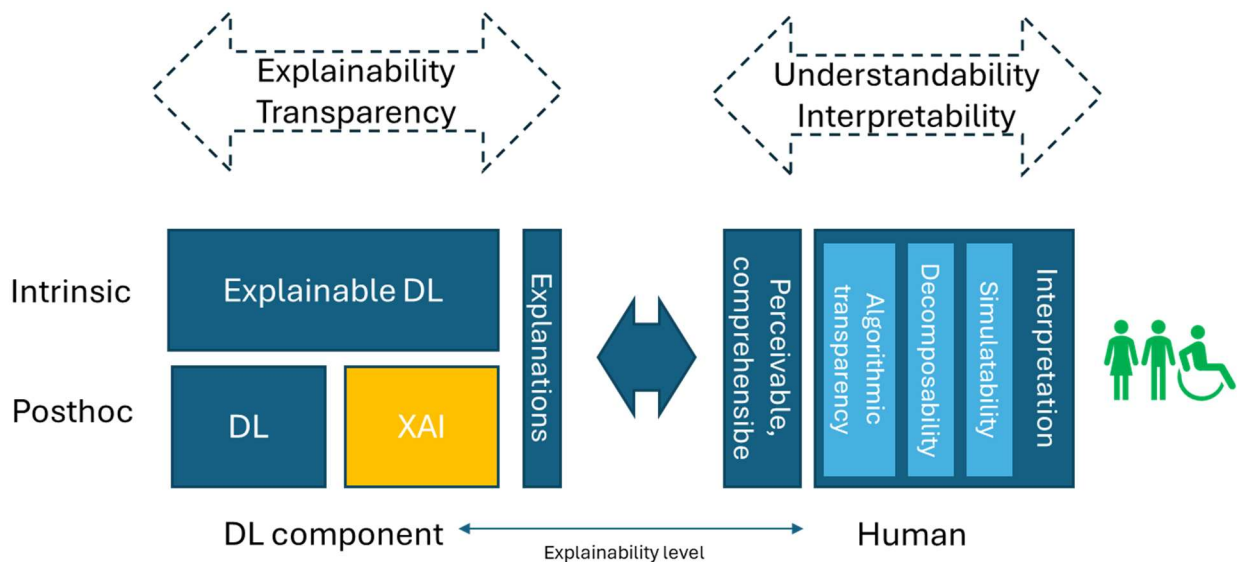 Explainability
Transparency
Understandability
Interpretability
Intrinsic
Explainable DL
Explanations
Perceivable,
comprehensibe
Algorithmic
transparency
Decomposability
Simulatability
Interpretation
Posthoc
DL
XAI
DL component
Explainability level
Human